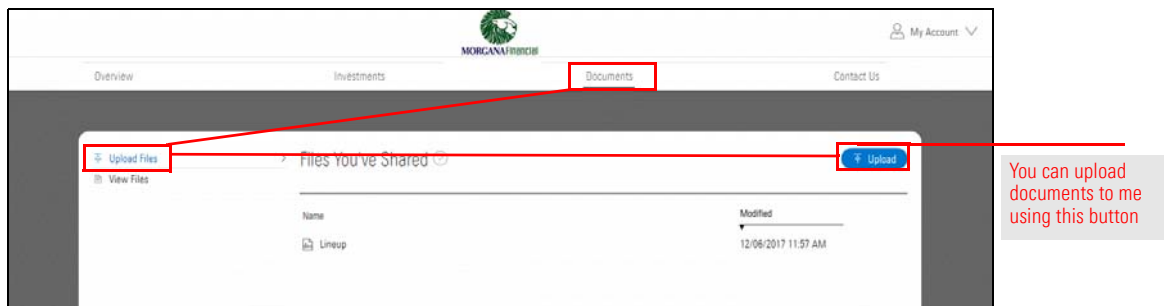 MORGANAFinancial
My Account
Overview
Investments
Documents
Contact Us
Upload Files
View Files
Files You've Shared
Upload
Name
Modified
Lineup
12/06/2017 11:57 AM
You can upload
documents to me
using this button